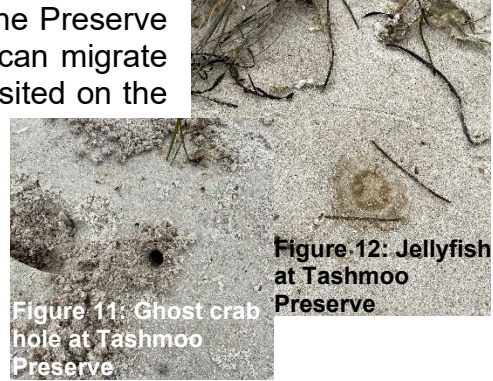 ne Preserve
can migrate
sited on the
Figure 12: Jellyfish
at Tashmoo
Preserve
Figure 11: Ghost crab
hole at Tashmoo
Preserve